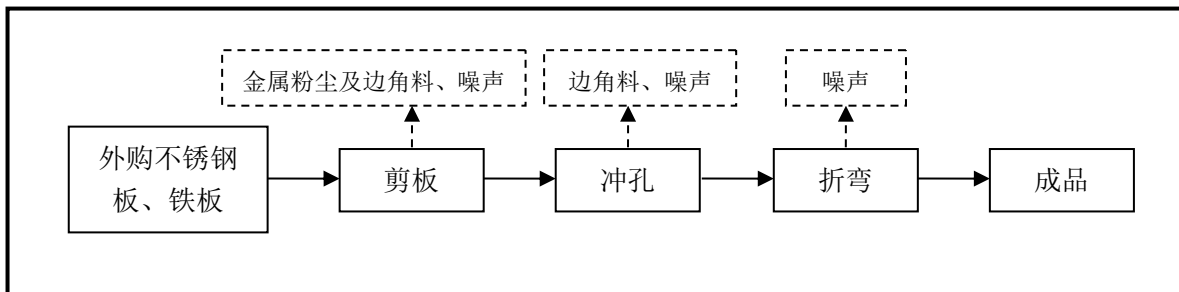 金属粉尘及边角料、噪声
边角料、噪声
噪声
外购不锈钢
板、铁板
剪板
冲孔
折弯
成品